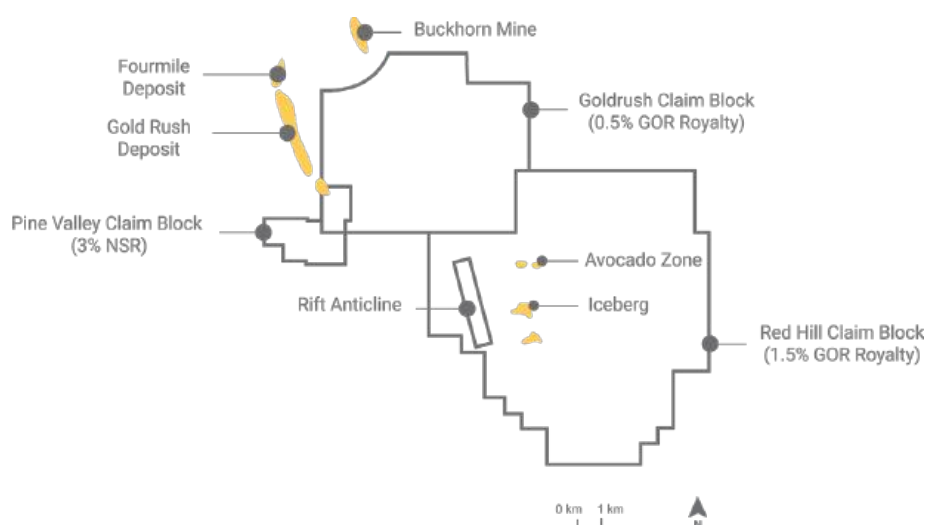 Buckhorn Mine
Fourmile
Deposit
Goldrush Claim Block
(0.5% GOR Royalty)
Gold Rush
Deposit
Pine Valley Claim Block
(3% NSR)
Avocado Zone
Rift Anticline
Iceberg
Red Hill Claim Block
(1.5% GOR Royalty)
0 km 1 km
N